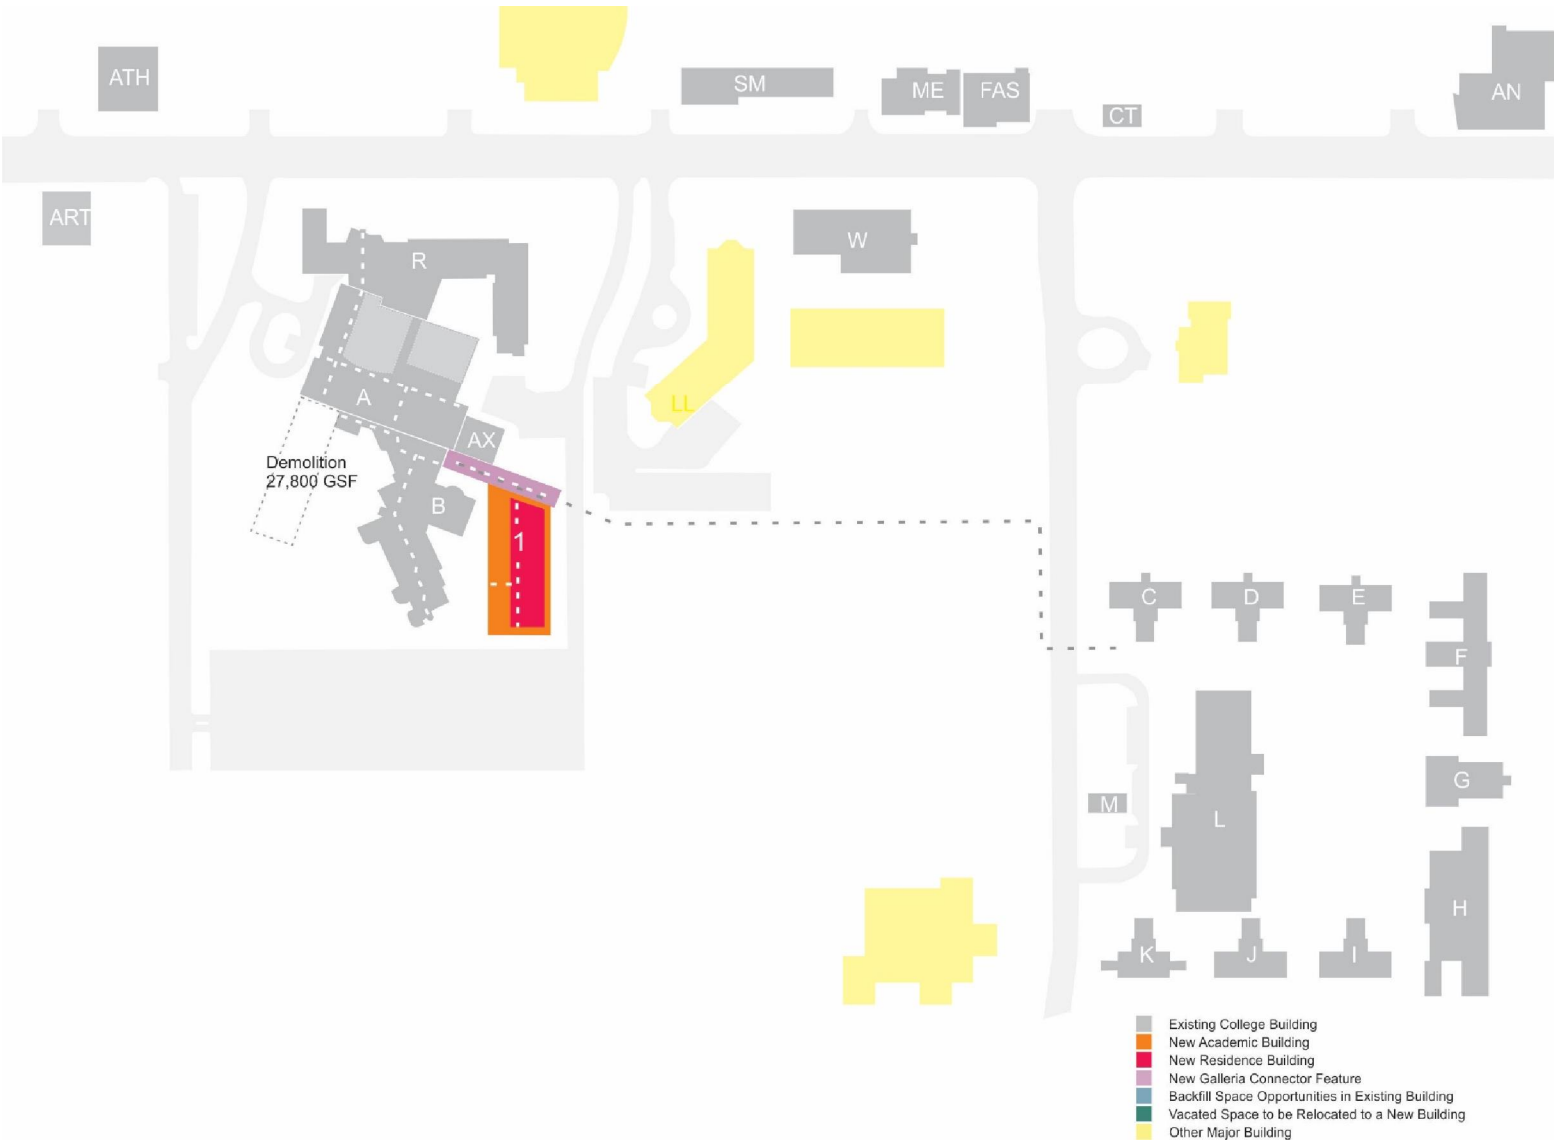 ATH
SM
ME
FAS
CT
AN
ART
R
W
A
LL
AX
Demolition
27,800 GSF
B
1
C
D
E
F
G
M
L
H
K
J
I
Existing College Building
New Academic Building
New Residence Building
New Galleria Connector Feature
Backfill Space Opportunities in Existing Building
Vacated Space to be Relocated to a New Building
Other Major Building